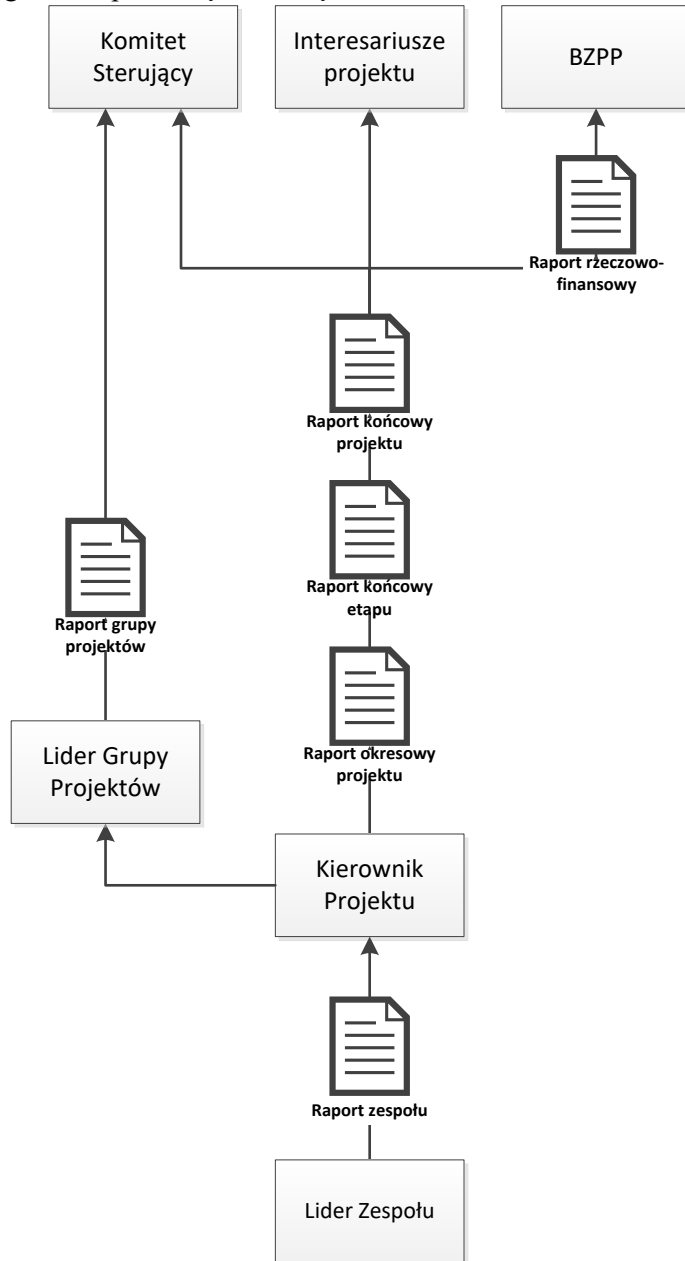 Komitet
Sterujący
Interesariusze
projektu
BZPP
Raport rzeczowo-
finansowy
Raport końcowy
projektu
Raport końcowy
etapu
Raport grupy
projektów
Raport okresowy
projektu
Lider Grupy
Projektów
Kierownik
Projektu
Raport zespołu
Lider Zespołu